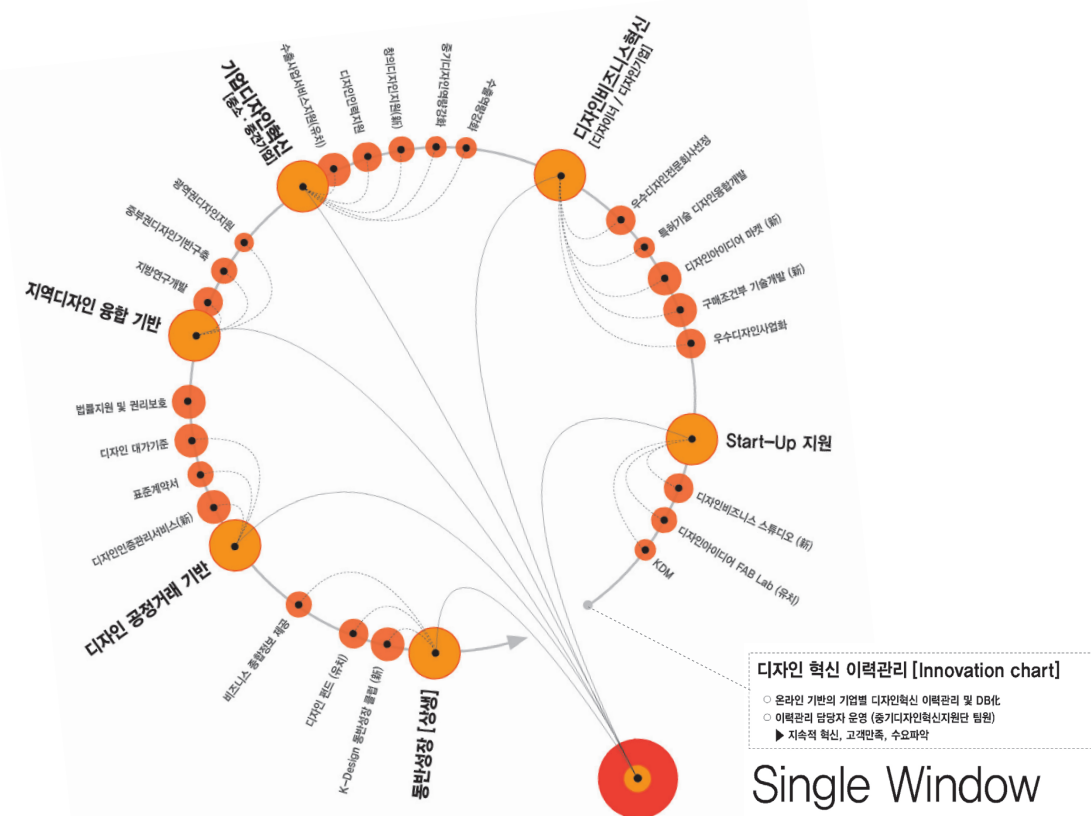 기업디자인혁신
[중소 · 중견기업]
수출사업서비스지원(유치)
디자인인력지원
창의디자인지원(新)
중기디자인역량강화
수출역량강화
디자인비즈니스혁신
[디자이너 / 디자인기업]
우수디자인전문회사선정
특허기술 디자인융합개발
디자인아이디어 마켓 (新)
구매조건부 기술개발 (新)
우수디자인사업화
Start-Up 지원
디자인비즈니스 스튜디오 (新)
디자인아이디어 FAB Lab (유치)
KDM
광역권디자인지원
중부권디자인기반구축
지방연구개발
지역디자인 융합 기반
법률지원 및 권리보호
디자인 대가기준
표준계약서
디자인인증관리서비스(新)
디자인 공정거래 기반
비즈니스 종합정보 제공
디자인 펀드 (유치)
K-Design 동반성장 클럽 (新)
동반성장 [상생]
디자인 혁신 이력관리 [Innovation chart]
○ 온라인 기반의 기업별 디자인혁신 이력관리 및 DB化
○ 이력관리 담당자 운영 (중기디자인혁신지원단 팀원)
▶ 지속적 혁신, 고객만족, 수요파악
Single Window